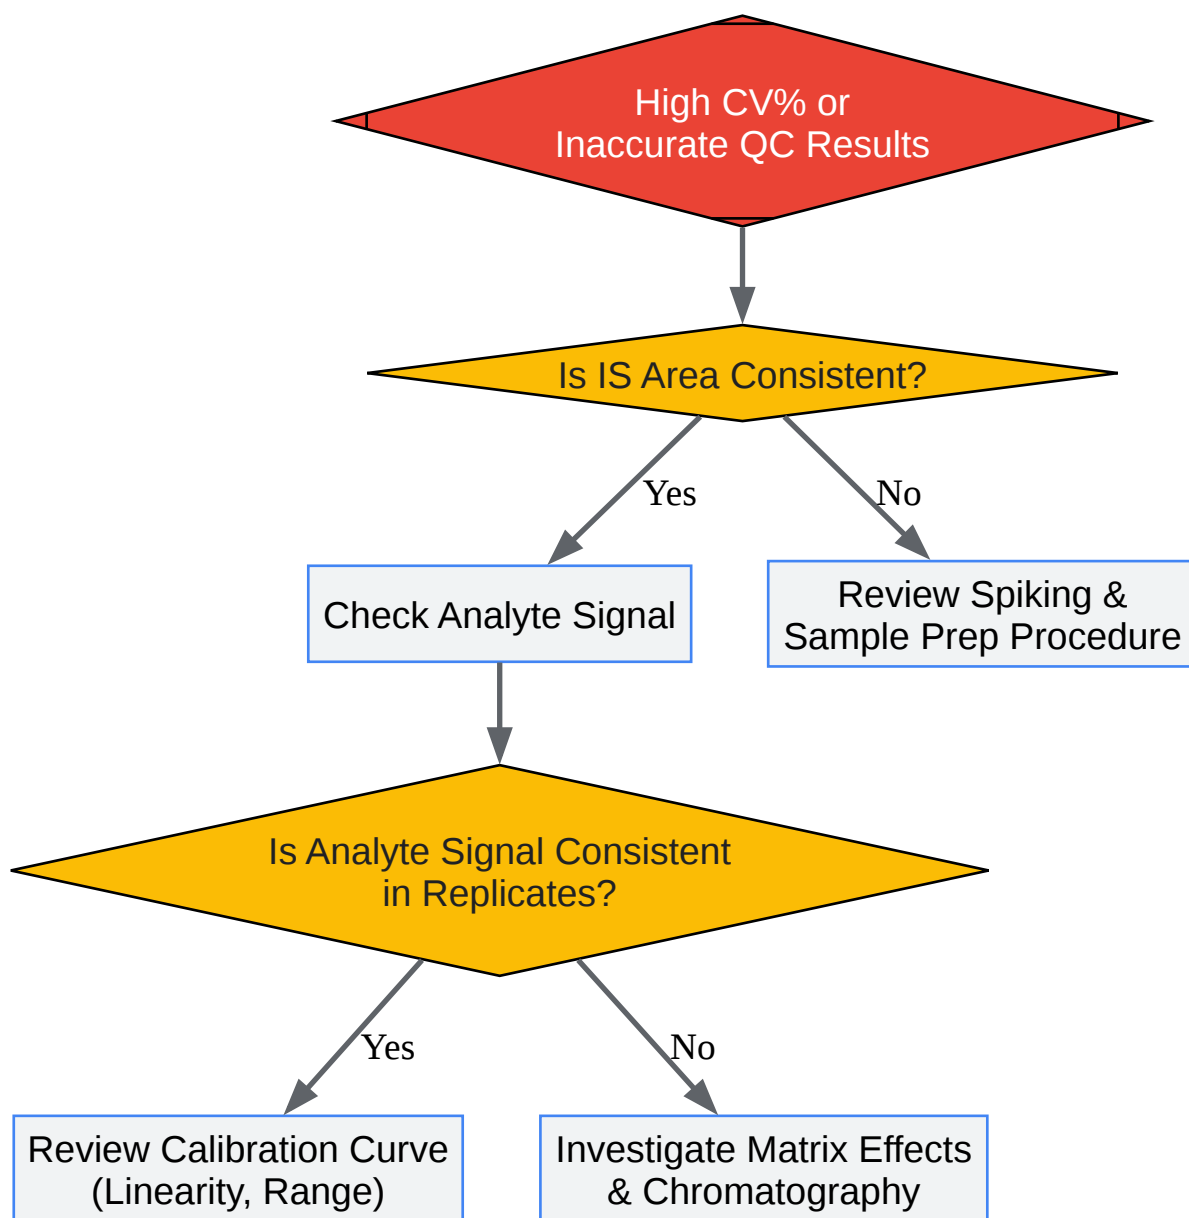 High CV% or
Inaccurate QC Results
Is IS Area Consistent?
Yes
No
Check Analyte Signal
Review Spiking &
Sample Prep Procedure
Is Analyte Signal Consistent
in Replicates?
Yes
No
Review Calibration Curve
(Linearity, Range)
Investigate Matrix Effects
& Chromatography